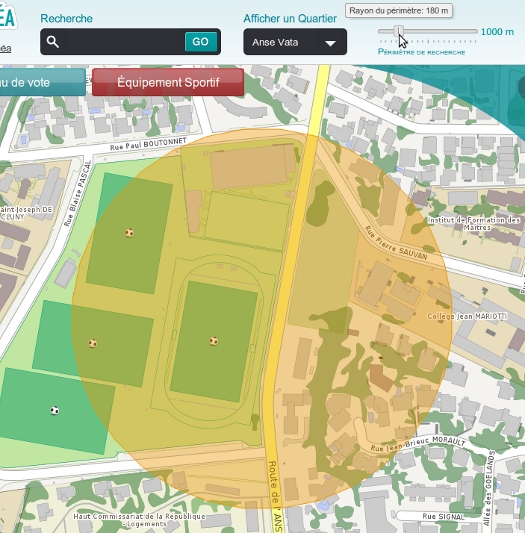 ÉA
Recherche
GO
Afficher un Quartier
Anse Vata
Rayon du périmètre: 180 m
1000 m
Périmètre de recherche
éa
u de vote
Équipement Sportif
Rue Paul BOUTONNET
Rue Blaise PASCAL
aint-Joseph DE
CLUNY
Institut de Formation des
Maîtres
Rue Pierre SAUVAN
Collège Jean MARIOTTI
Rue Jean-Brieuc MORAULT
Route de l' ANS
Allée des GOELANDS
Haut Commissariat de la République
- Logements
Rue SIGNAL